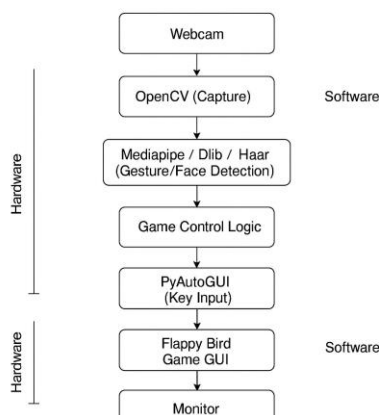 Webcam
OpenCV (Capture)
Software
Mediapipe / Dlib / Haar
(Gesture/Face Detection)
Hardware
Game Control Logic
PyAutoGUI
(Key Input)
Hardware
Flappy Bird
Game GUI
Software
Monitor